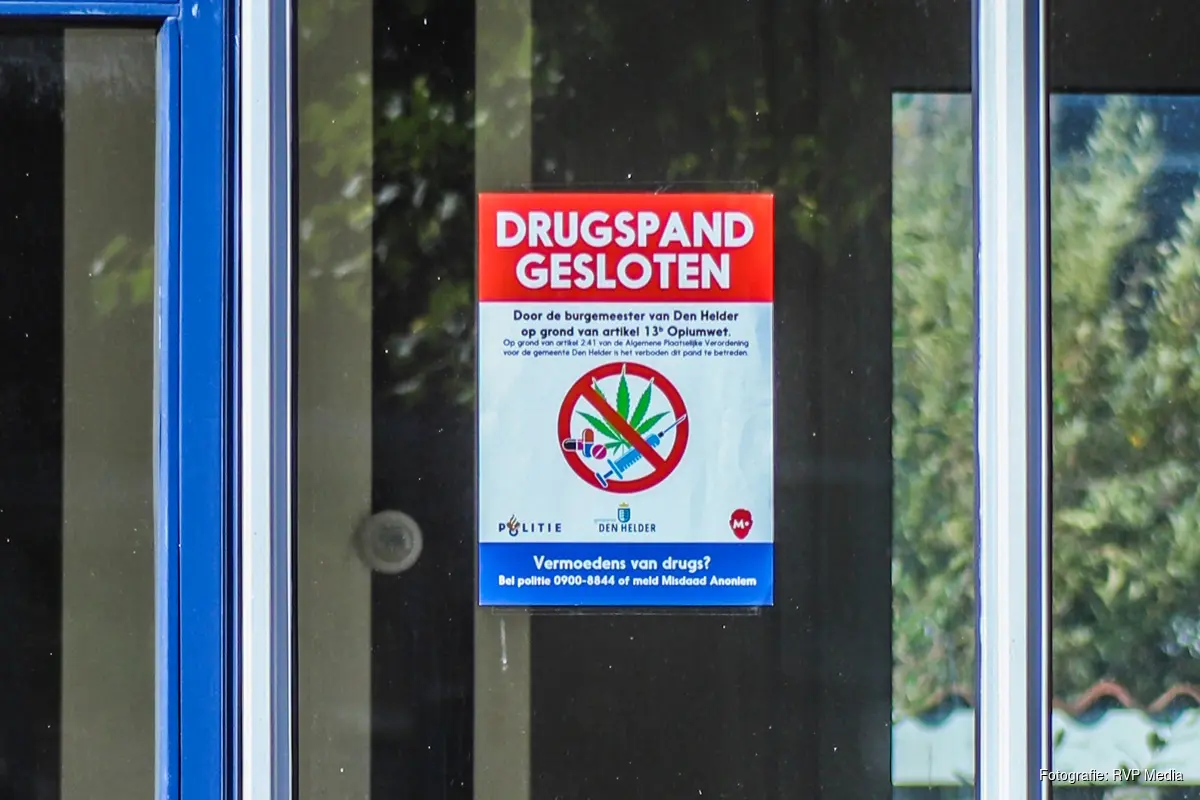 DRUGSPAND
GESLOTEN
Door de burgemeester van Den Helder
op grond van artikel 13ᵇ Opiumwet.
Op grond van artikel 2:41 van de Algemene Plaatselijke Verordening
voor de gemeente Den Helder is het verboden dit pand te betreden.
POLITIE
gemeente
DEN HELDER
M.
Vermoedens van drugs?
Bel politie 0900-8844 of meld Misdaad Anoniem
Fotografie: RVP Media